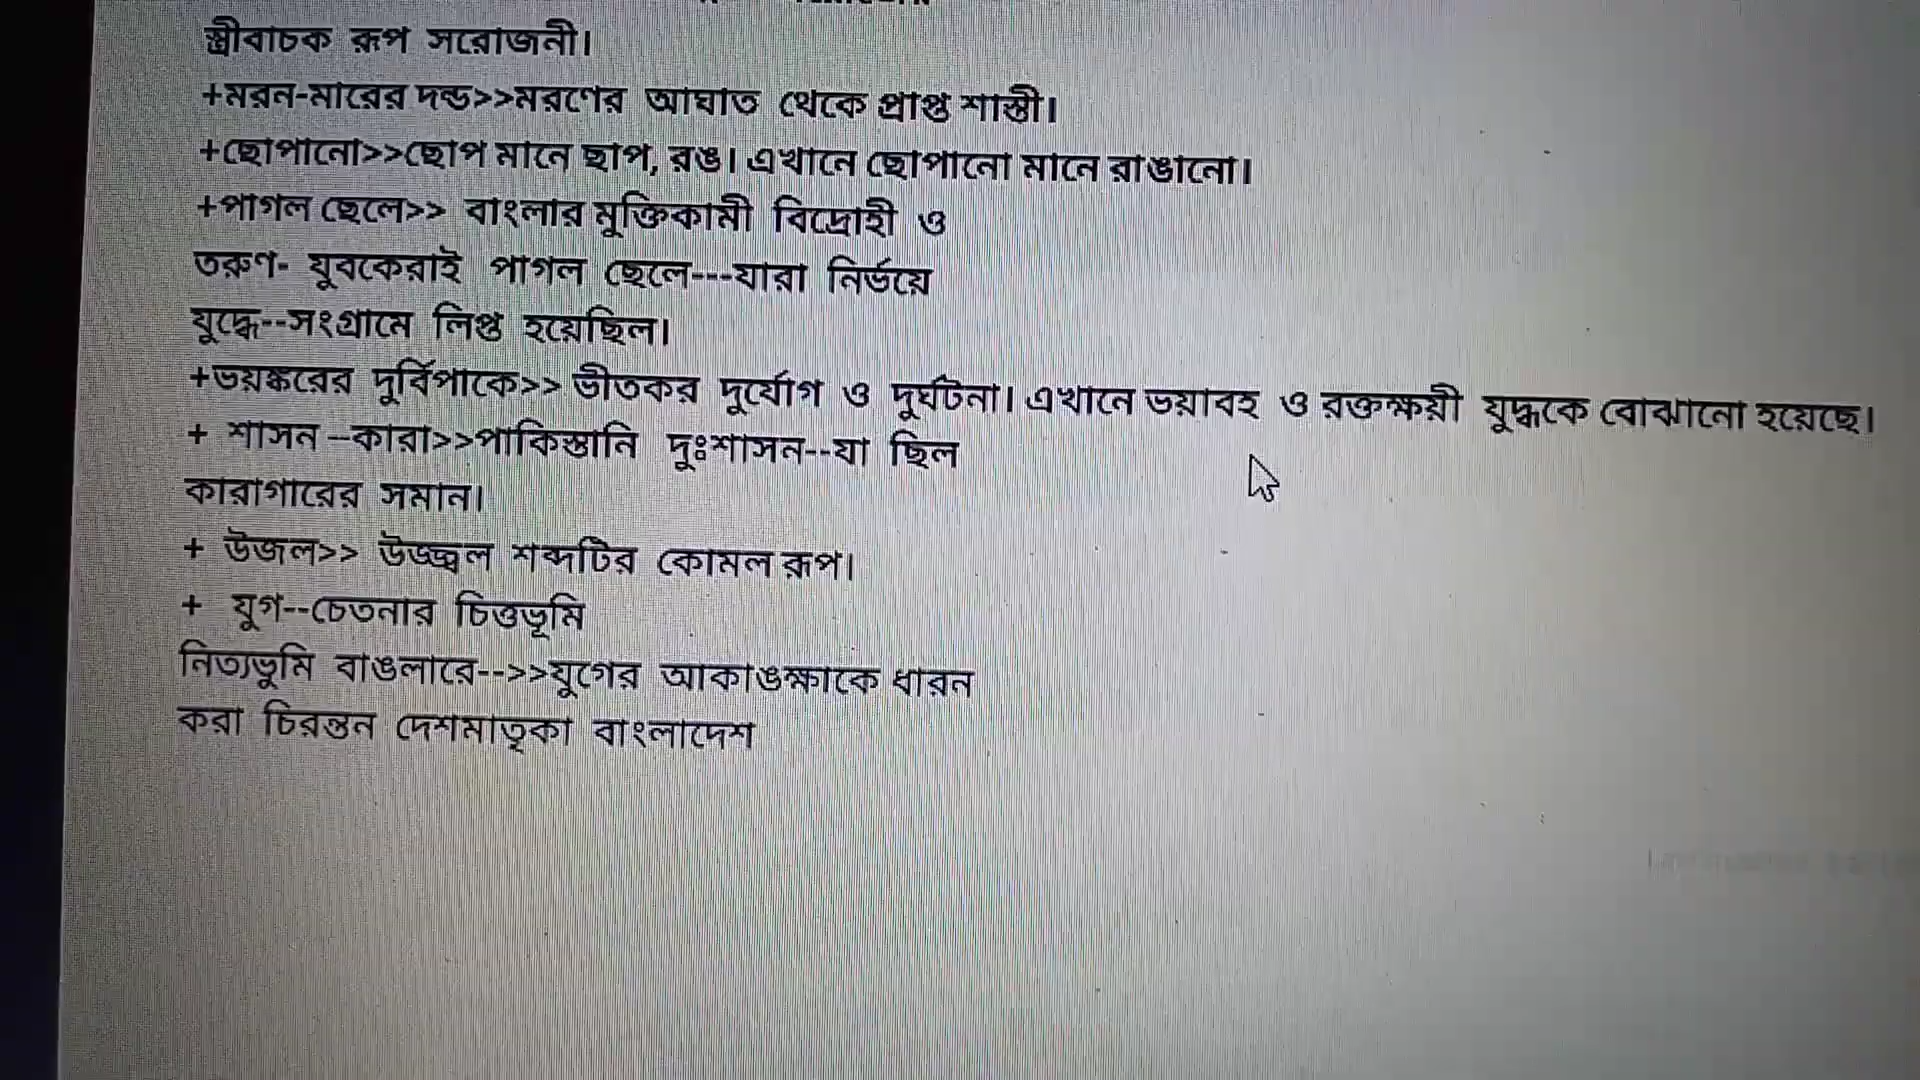 স্ত্রীবাচক রূপ সরোজনী।
+মরন-মারের দন্ড>>মরণের আঘাত থেকে প্রাপ্ত শাস্তী।
+ছোপানো>>ছোপ মানে ছাপ, রঙ। এখানে ছোপানো মানে রাঙানো।
+পাগল ছেলে>> বাংলার মুক্তিকামী বিদ্রোহী ও
তরুণ- যুবকেরাই পাগল ছেলে---যারা নির্ভয়ে
যুদ্ধে--সংগ্রামে লিপ্ত হয়েছিল।
+ভয়ঙ্করের দুর্বিপাকে>> ভীতকর দুর্যোগ ও দুর্ঘটনা। এখানে ভয়াবহ ও রক্তক্ষয়ী যুদ্ধকে বোঝানো হয়েছে।
+ শাসন –কারা>>পাকিস্তানি দুঃশাসন--যা ছিল
কারাগারের সমান।
+ উজল>> উজ্জ্বল শব্দটির কোমল রূপ।
+ যুগ--চেতনার চিত্তভূমি
নিত্যভূমি বাঙলারে-->>যুগের আকাঙক্ষাকে ধারন
করা চিরন্তন দেশমাতৃকা বাংলাদেশ